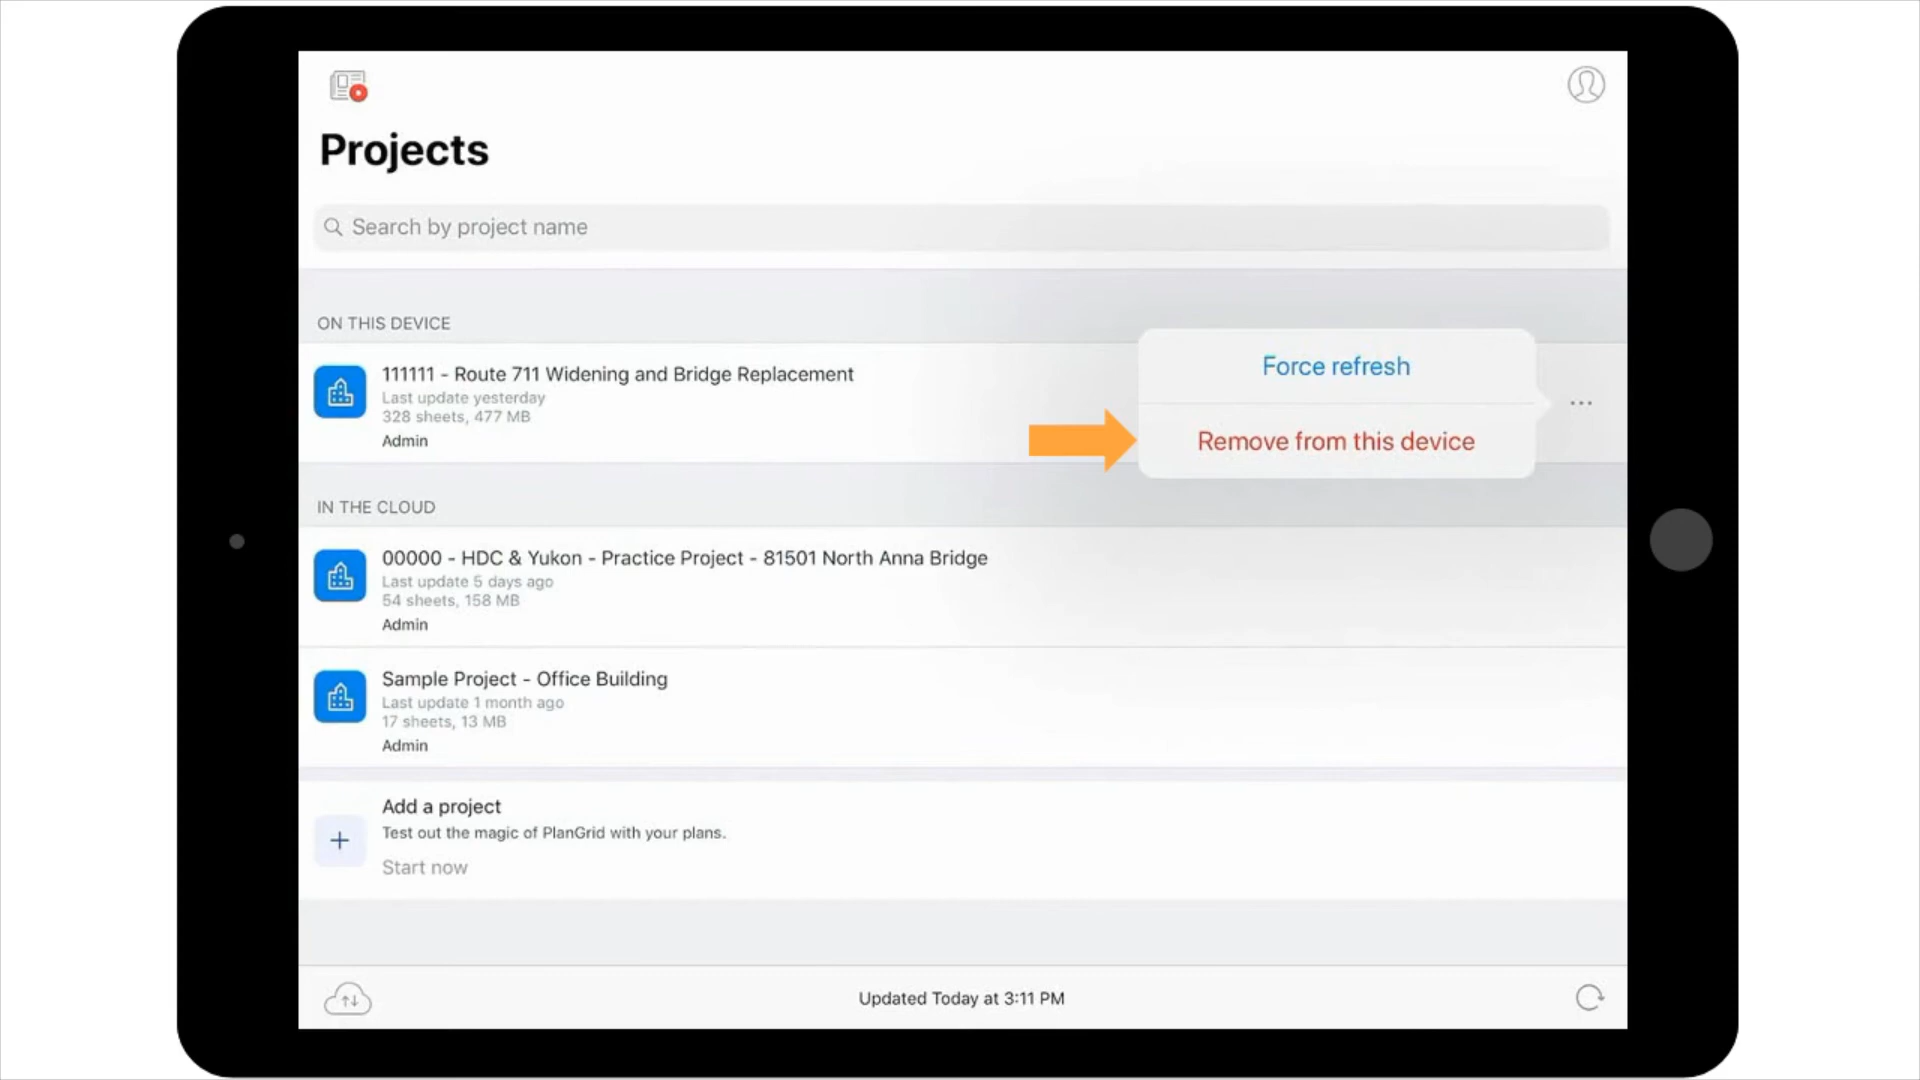 Projects
Search by project name
ON THIS DEVICE
111111 - Route 711 Widening and Bridge Replacement
Last update yesterday
328 sheets, 477 MB
Admin
Force refresh
Remove from this device
IN THE CLOUD
00000 - HDC & Yukon - Practice Project - 81501 North Anna Bridge
Last update 5 days ago
54 sheets, 158 MB
Admin
Sample Project - Office Building
Last update 1 month ago
17 sheets, 13 MB
Admin
Add a project
Test out the magic of PlanGrid with your plans.
Start now
Updated Today at 3:11 PM